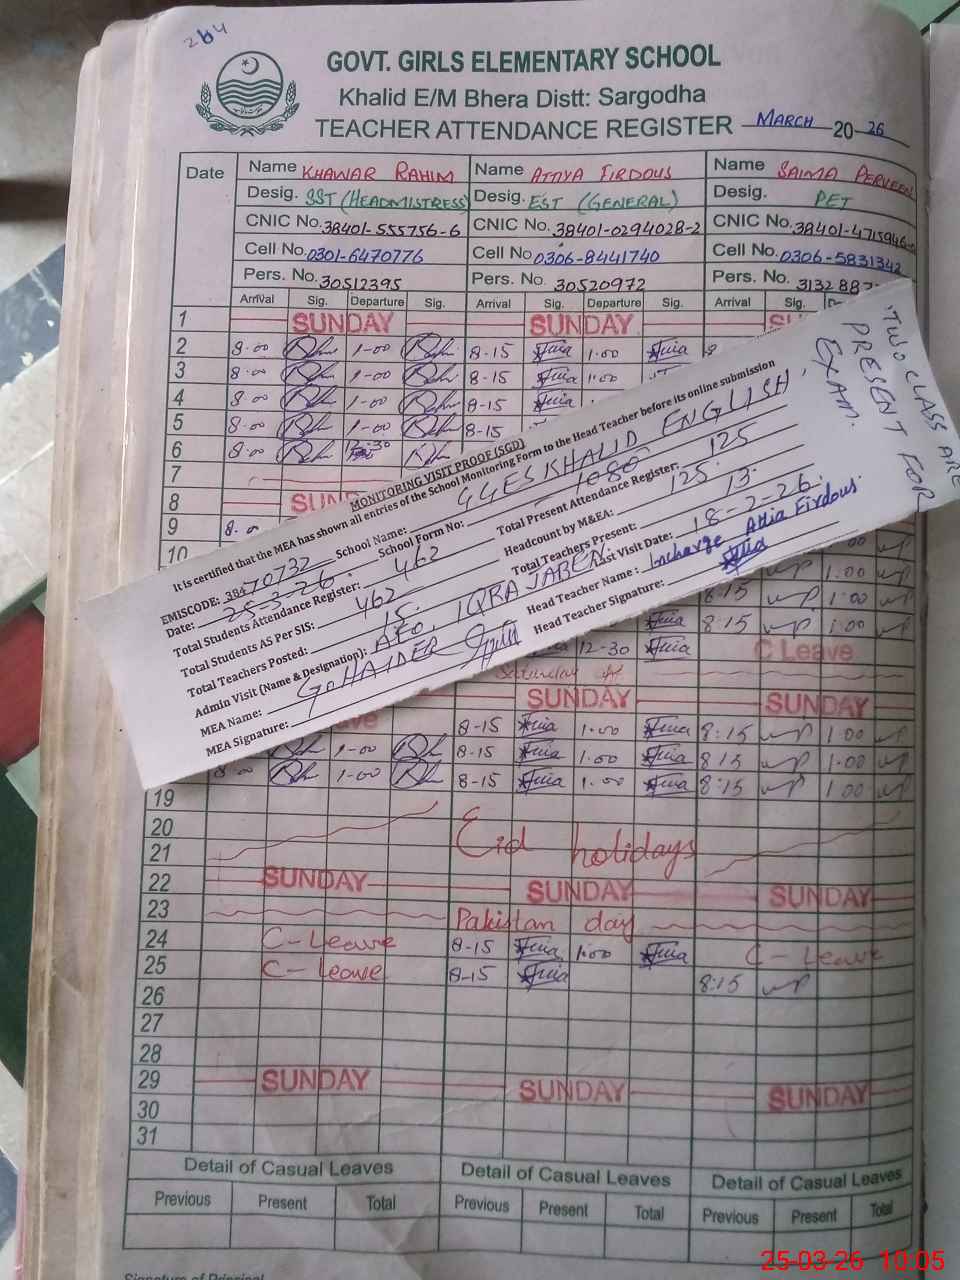 264
GOVT. GIRLS ELEMENTARY SCHOOL
Khalid E/M Bhera Distt: Sargodha
TEACHER ATTENDANCE REGISTER MARCH 20 26
Date Name KHAWAR RAHIM Name ATTIYA FIRDOUS Name SAIMA PERVEEN
Desig. SST (HEADMISTRESS) Desig. EST (GENERAL) Desig. PET
CNIC No. 38401-555756-6 CNIC No. 38401-0294028-2 CNIC No. 38401-4715946-
Cell No. 0301-6470776 Cell No 0306-8441740 Cell No. 0306-5831342
Pers. No. 30512395 Pers. No. 30520972 Pers. No. 313288
Arrival Sig. Departure Sig. Arrival Sig. Departure Sig. Arrival Sig.
1 SUNDAY SUNDAY
2 8.00 1-00 8-15 1.00
3 8.00 1-00 8-15 1.00
4 8.00 1-00 8-15
5 8.00 1-00 8-15
6 8.00
7
8
9 8.0
10
"TWO CLASS ARE
PRESENT FOR
EXAM.
MONITORING VISIT PROOF (SGD)
It is certified that the MEA has shown all entries of the School Monitoring Form to the Head Teacher before its online submission
EMISCODE: 38470732 School Name: GGES KHALID ENGLISH
Date: 25-3-26. School Form No: 1080
Total Students Attendance Register: 462 Total Present Attendance Register: 125
Total Students AS Per SIS: 462 Headcount by M&EA: 125.
Total Teachers Posted: 15. Total Teachers Present: 13.
Admin Visit (Name & Designation): AEO, IQRA JABEN. Last Visit Date: 18-2-26.
MEA Name: G. HAIDER Head Teacher Name : Incharge Attia Firdous.
MEA Signature: Head Teacher Signature:
1.00
8:15 1:00
8:15 1:00
12-30 C Leave
Saturday
SUNDAY SUNDAY
8-15 1.00 8:15 1 00
1-00 8-15 1.00 8 15 1.00
8.00 1-00 8-15 1.00 8:15 1 00
19
20 Eid holidays
21
22 SUNDAY SUNDAY SUNDAY
23 Pakistan day
24 C-Leave 8-15 1:00 C-Leave
25 C-Leave 8-15 8:15
26
27
28
29 SUNDAY SUNDAY SUNDAY
30
31
Detail of Casual Leaves Detail of Casual Leaves Detail of Casual Leaves
Previous Present Total Previous Present Total Previous Present Total
Signature of Principal
25-03-26 10:05